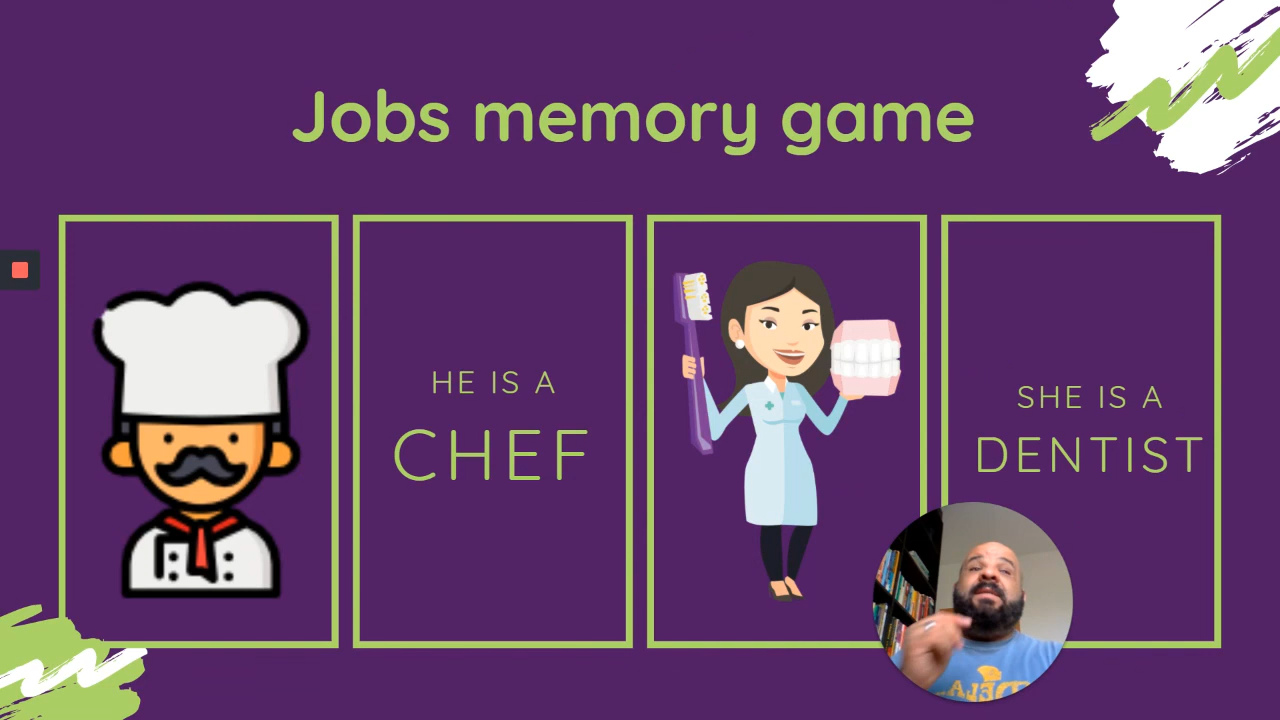 Jobs memory game
HE IS A
CHEF
SHE IS A
DENTIST